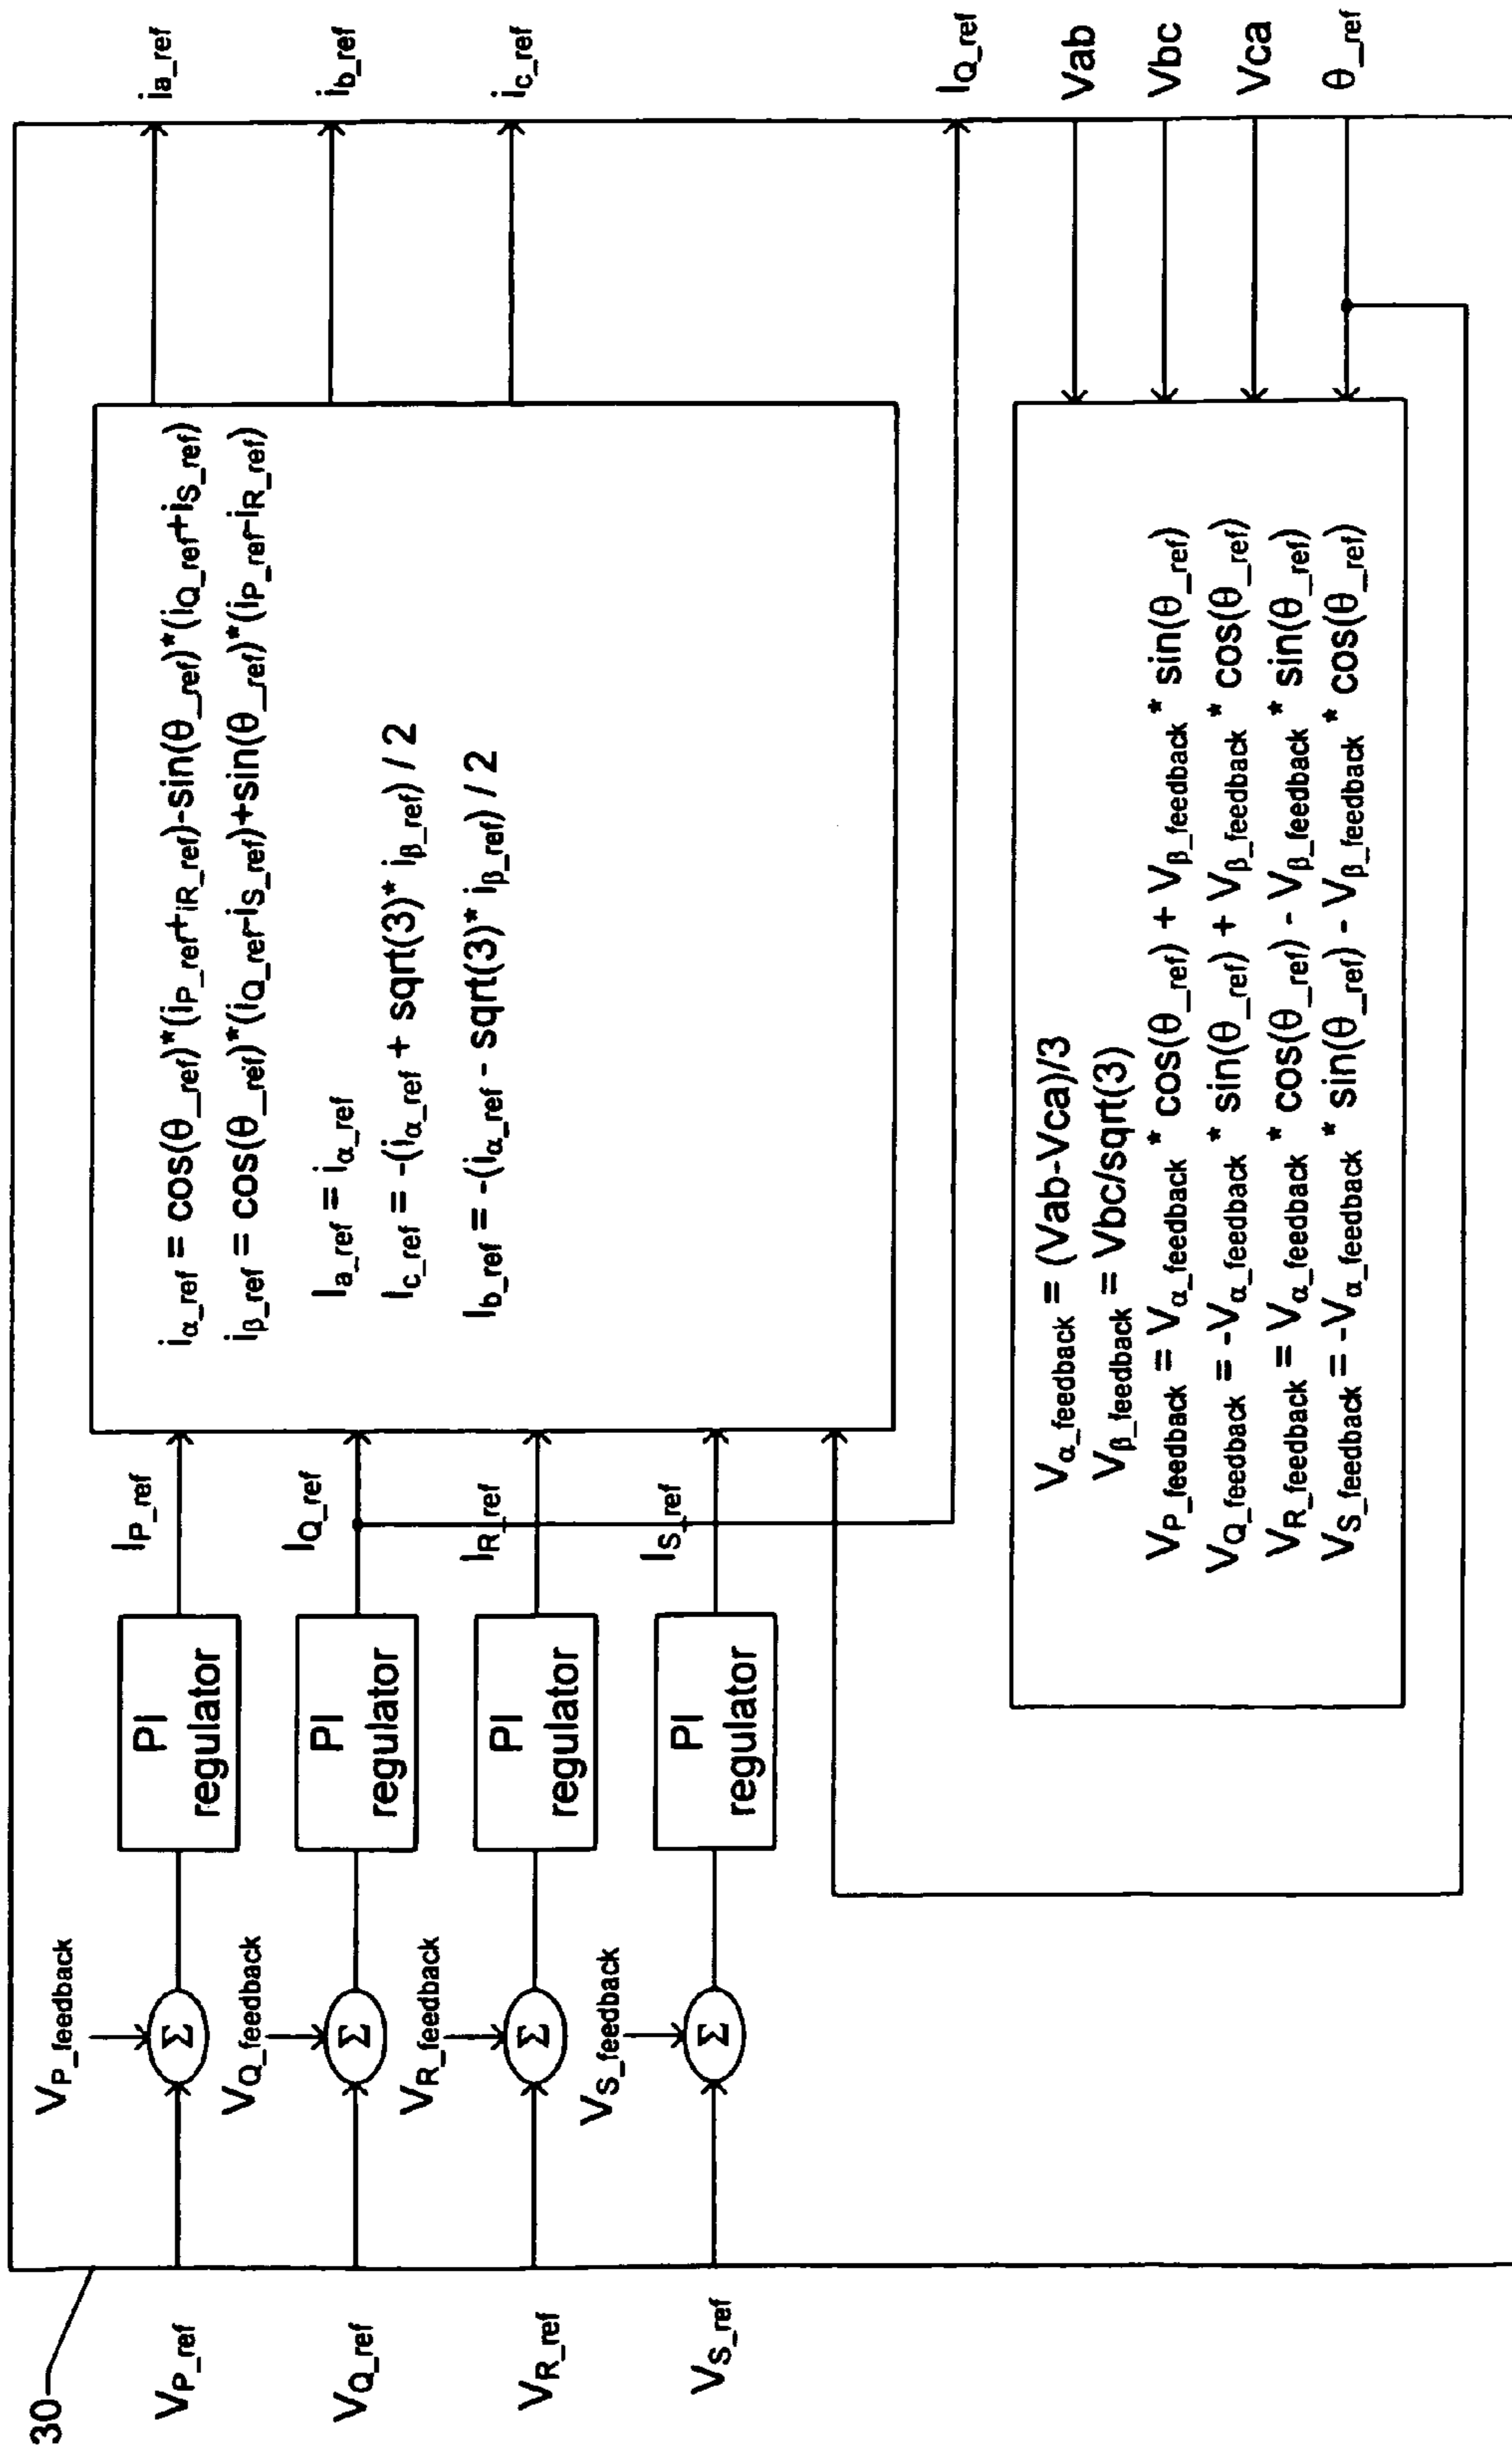 30
V_P_ref
V_Q_ref
V_R_ref
V_S_ref
V_P_feedback
V_Q_feedback
V_R_feedback
V_S_feedback
Σ
Σ
Σ
Σ
PI
regulator
PI
regulator
PI
regulator
PI
regulator
I_P_ref
I_Q_ref
I_R_ref
I_S_ref
i_α_ref = cos(θ_ref)*(i_P_ref+i_R_ref)-sin(θ_ref)*(i_Q_ref+i_S_ref)
i_β_ref = cos(θ_ref)*(i_Q_ref-i_S_ref)+sin(θ_ref)*(i_P_ref-i_R_ref)
I_a_ref = i_α_ref
I_c_ref = -(i_α_ref + sqrt(3)* i_β_ref) / 2
I_b_ref = -(i_α_ref - sqrt(3)* i_β_ref) / 2
V_α_feedback = (Vab-Vca)/3
V_β_feedback = Vbc/sqrt(3)
V_P_feedback = V_α_feedback * cos(θ_ref) + V_β_feedback * sin(θ_ref)
V_Q_feedback = -V_α_feedback * sin(θ_ref) + V_β_feedback * cos(θ_ref)
V_R_feedback = V_α_feedback * cos(θ_ref) - V_β_feedback * sin(θ_ref)
V_S_feedback = -V_α_feedback * sin(θ_ref) - V_β_feedback * cos(θ_ref)
i_a_ref
i_b_ref
i_c_ref
I_Q_ref
Vab
Vbc
Vca
θ_ref